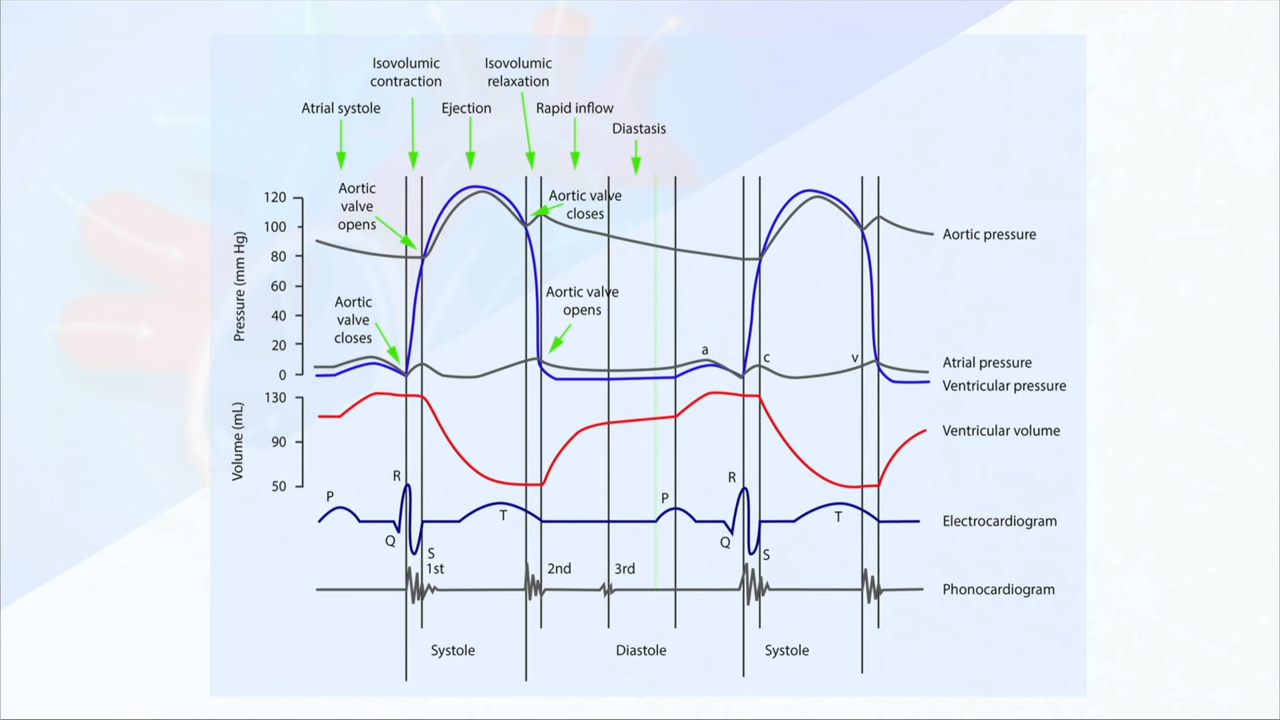 Isovolumic
contraction
Isovolumic
relaxation
Atrial systole
Ejection
Rapid inflow
Diastasis
Aortic
valve
opens
Aortic valve
closes
Aortic
valve
closes
Aortic valve
opens
Pressure (mm Hg)
120
100
80
60
40
20
0
a
c
v
Aortic pressure
Atrial pressure
Ventricular pressure
Volume (mL)
130
90
50
Ventricular volume
P
Q
R
S
T
P
Q
R
S
T
Electrocardiogram
1st
2nd
3rd
Phonocardiogram
Systole
Diastole
Systole